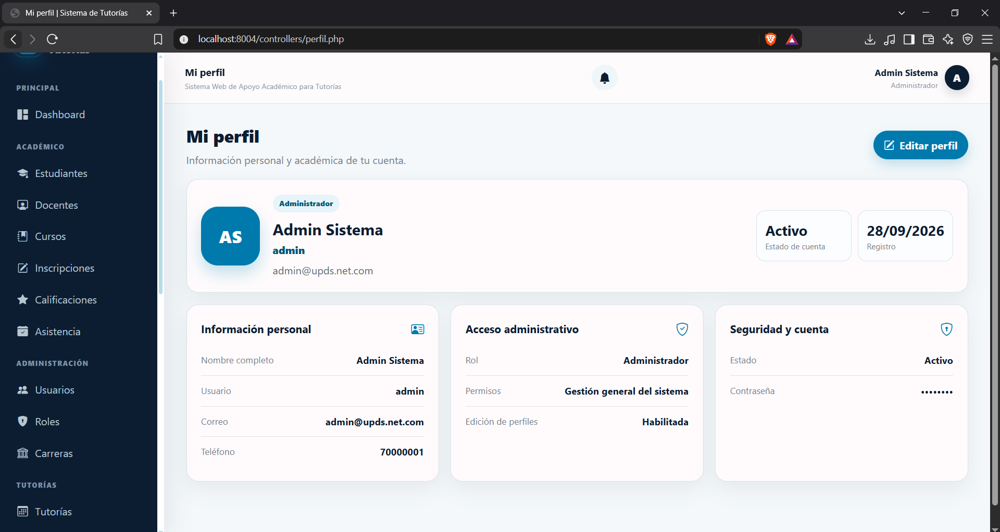 Mi perfil | Sistema de Tutorías
localhost:8004/controllers/perfil.php
PRINCIPAL
Dashboard
ACADÉMICO
Estudiantes
Docentes
Cursos
Inscripciones
Calificaciones
Asistencia
ADMINISTRACIÓN
Usuarios
Roles
Carreras
TUTORÍAS
Tutorías
Mi perfil
Sistema Web de Apoyo Académico para Tutorías
Admin Sistema
Administrador
A
Mi perfil
Información personal y académica de tu cuenta.
Editar perfil
AS
Administrador
Admin Sistema
admin
admin@upds.net.com
Activo
Estado de cuenta
28/09/2026
Registro
Información personal
Nombre completo Admin Sistema
Usuario admin
Correo admin@upds.net.com
Teléfono 70000001
Acceso administrativo
Rol Administrador
Permisos Gestión general del sistema
Edición de perfiles Habilitada
Seguridad y cuenta
Estado Activo
Contraseña ••••••••